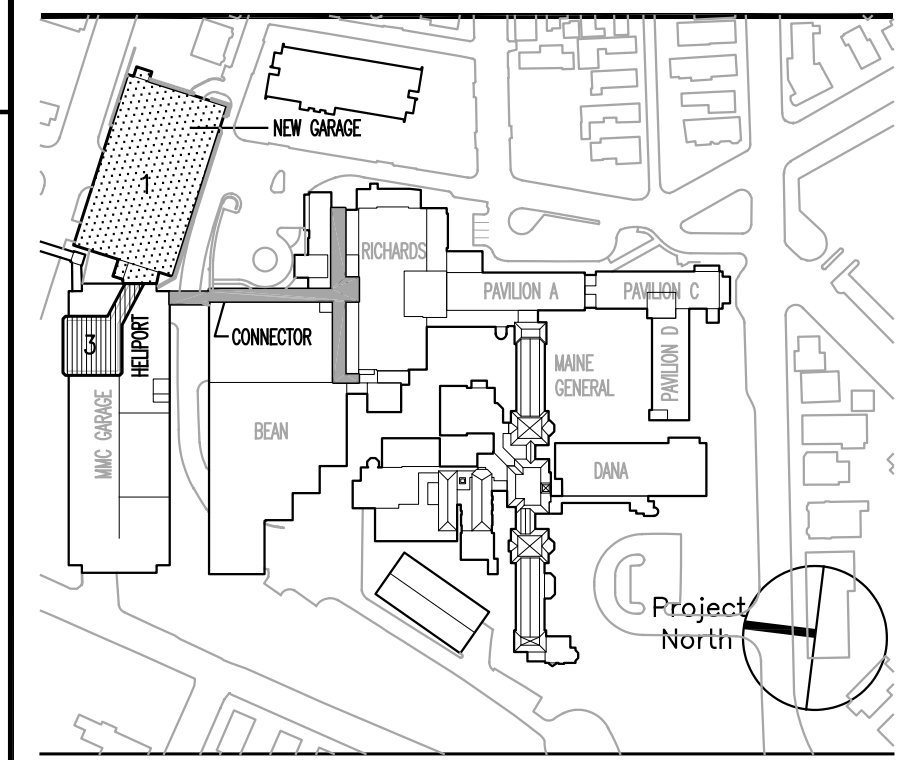 NEW GARAGE
1
RICHARDS
PAVILION A
PAVILION C
CONNECTOR
HELIPORT
3
MAINE
GENERAL
PAVILION D
MMC GARAGE
BEAN
DANA
Project
North